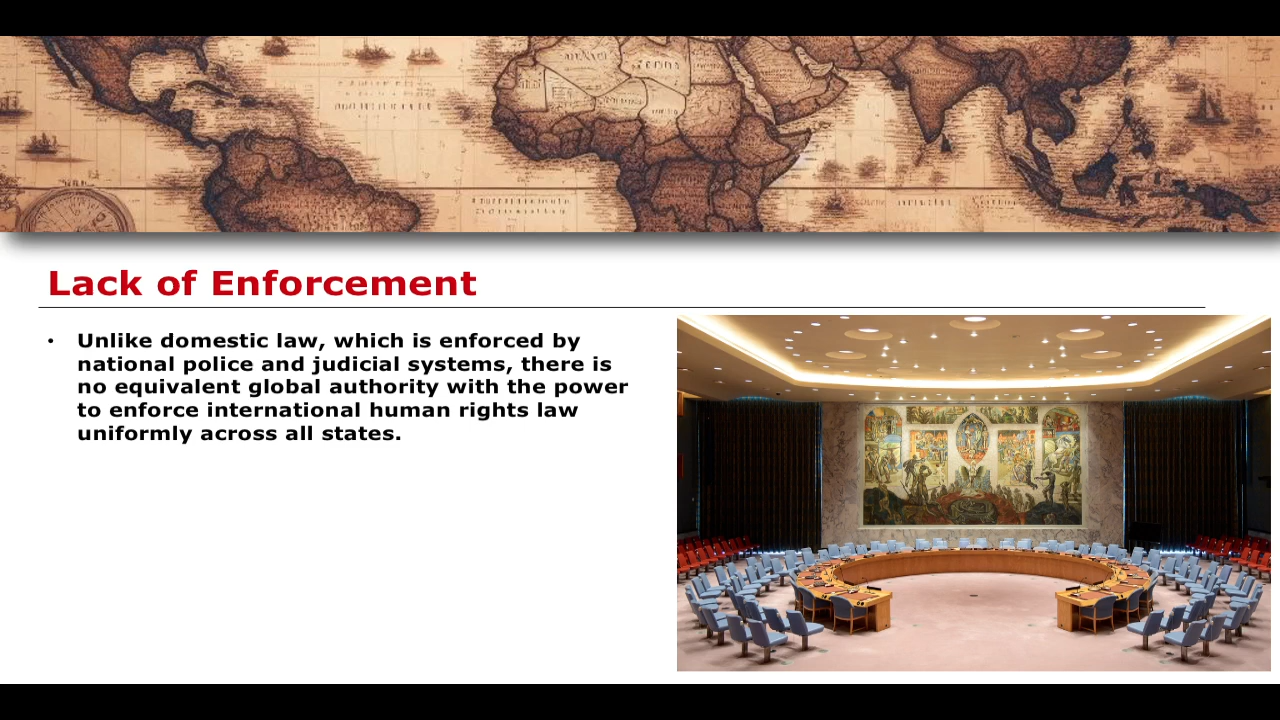 Lack of Enforcement
• Unlike domestic law, which is enforced by
national police and judicial systems, there is
no equivalent global authority with the power
to enforce international human rights law
uniformly across all states.